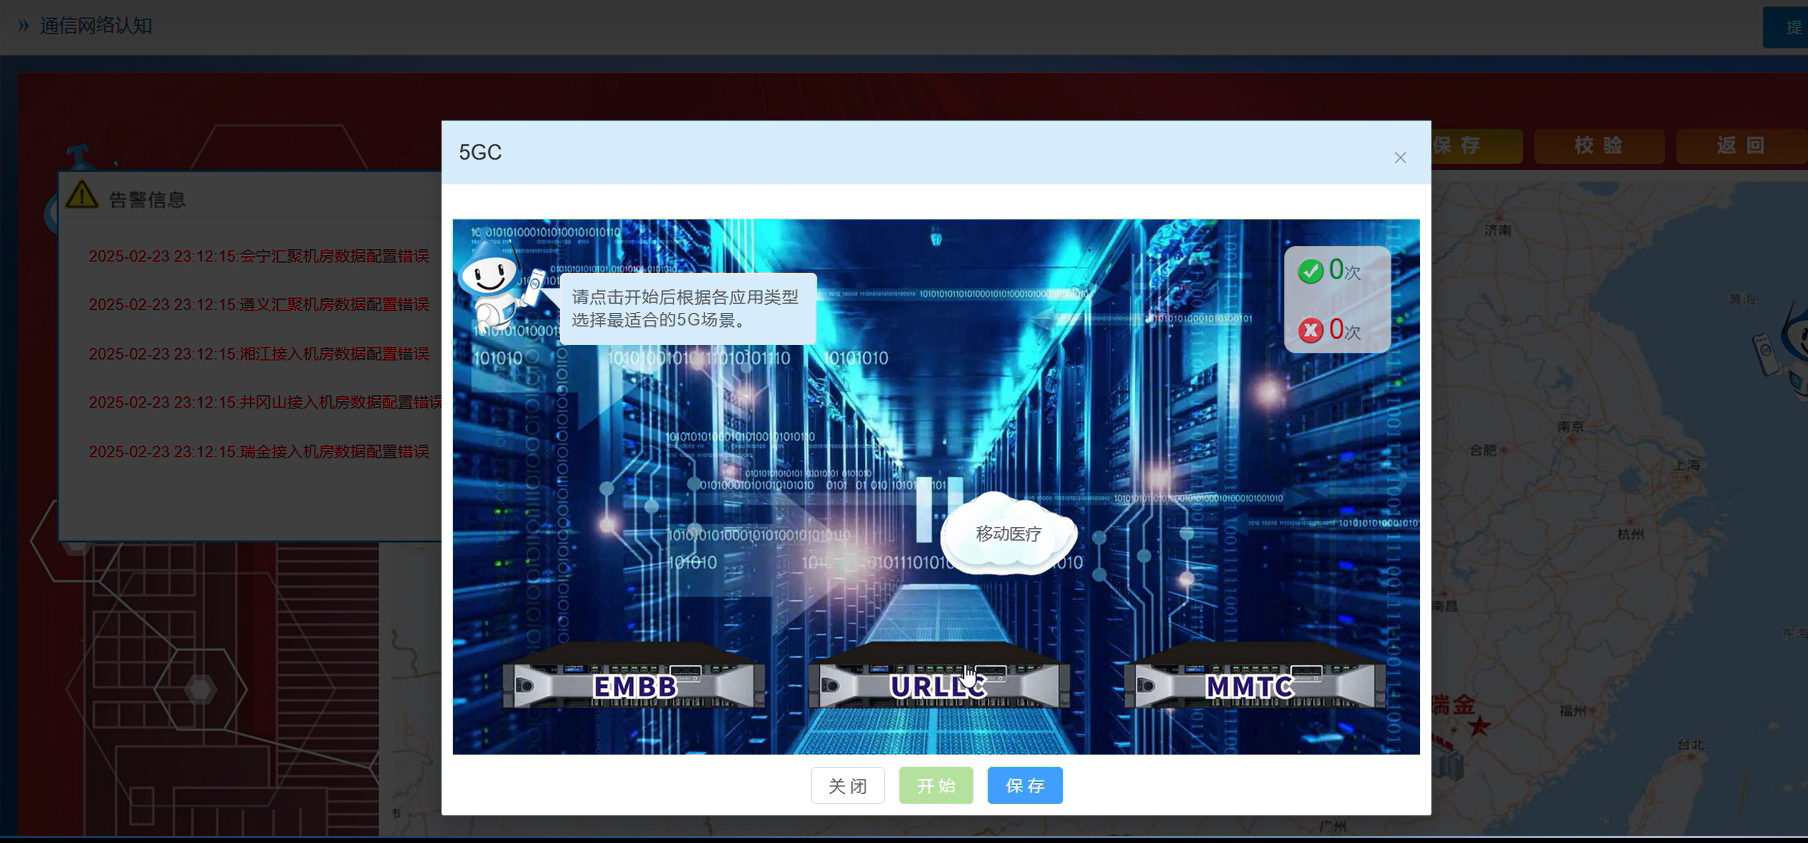 » 通信网络认知
提
保存
校验
返回
告警信息
2025-02-23 23:12:15:会宁汇聚机房数据配置错误
2025-02-23 23:12:15:遵义汇聚机房数据配置错误
2025-02-23 23:12:15:湘江接入机房数据配置错误
2025-02-23 23:12:15:井冈山接入机房数据配置错误
2025-02-23 23:12:15:瑞金接入机房数据配置错误
5GC
×
请点击开始后根据各应用类型
选择最适合的5G场景。
0次
0次
移动医疗
EMBB
URLLC
MMTC
关闭
开始
保存
济南
黄海
南京
合肥
上海
杭州
南昌
东海
瑞金
福州
台北
广州